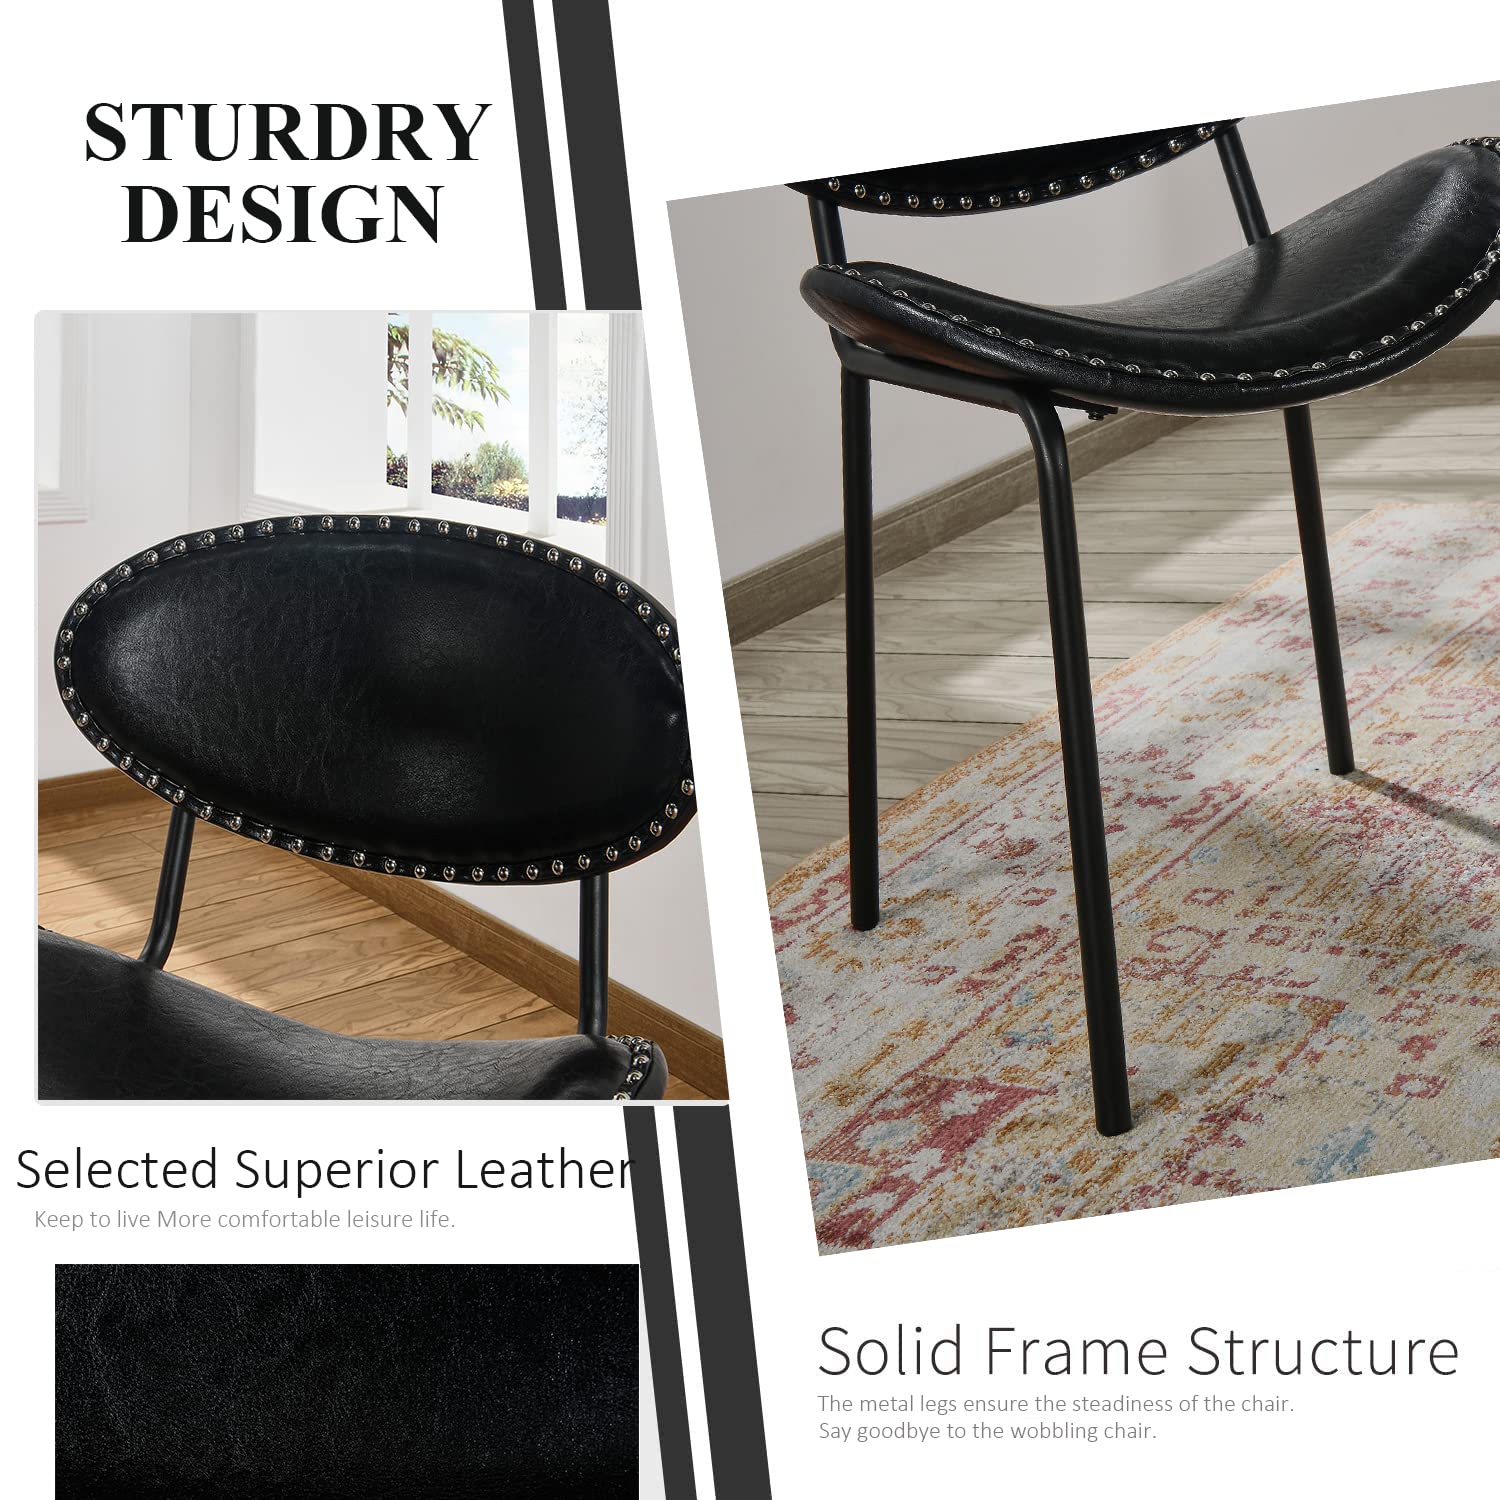 STURDRY
DESIGN
Selected Superior Leather
Keep to live More comfortable leisure life.
Solid Frame Structure
The metal legs ensure the steadiness of the chair.
Say goodbye to the wobbling chair.